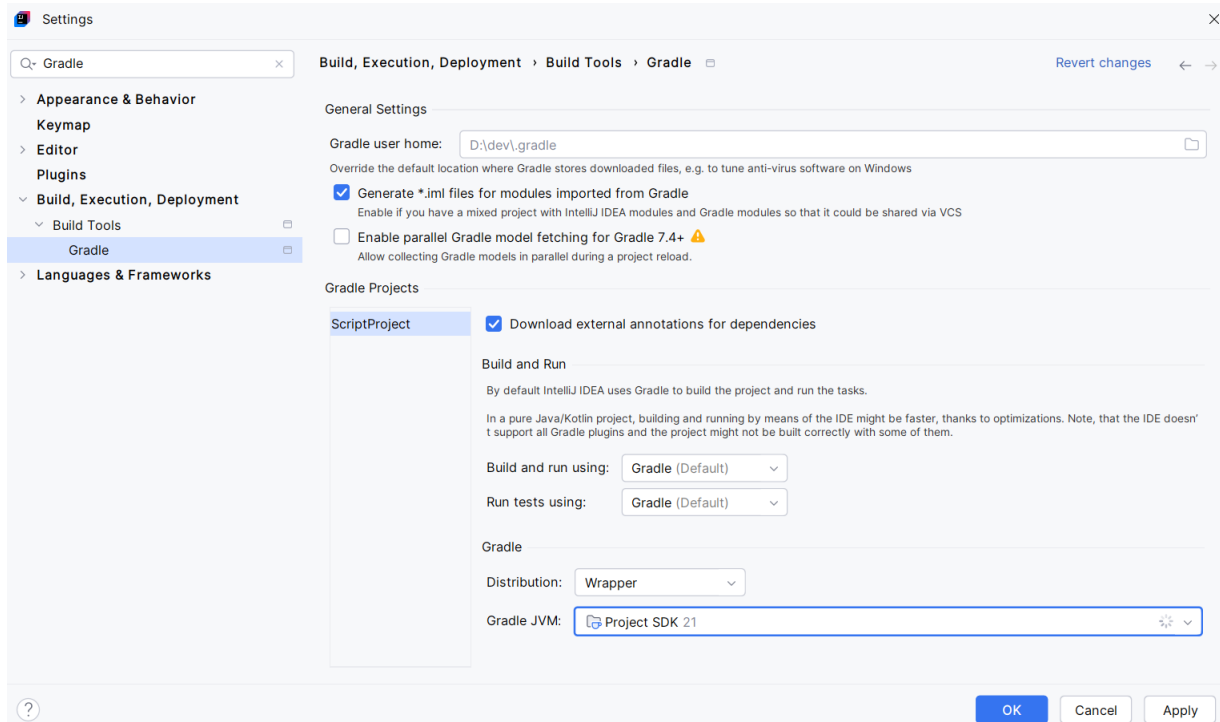 Settings
Gradle
Build, Execution, Deployment › Build Tools › Gradle
Revert changes
Appearance & Behavior
Keymap
Editor
Plugins
Build, Execution, Deployment
Build Tools
Gradle
Languages & Frameworks
General Settings
Gradle user home: D:\dev\.gradle
Override the default location where Gradle stores downloaded files, e.g. to tune anti-virus software on Windows
Generate *.iml files for modules imported from Gradle
Enable if you have a mixed project with IntelliJ IDEA modules and Gradle modules so that it could be shared via VCS
Enable parallel Gradle model fetching for Gradle 7.4+
Allow collecting Gradle models in parallel during a project reload.
Gradle Projects
ScriptProject
Download external annotations for dependencies
Build and Run
By default IntelliJ IDEA uses Gradle to build the project and run the tasks.
In a pure Java/Kotlin project, building and running by means of the IDE might be faster, thanks to optimizations. Note, that the IDE doesn'
t support all Gradle plugins and the project might not be built correctly with some of them.
Build and run using: Gradle (Default)
Run tests using: Gradle (Default)
Gradle
Distribution: Wrapper
Gradle JVM: Project SDK 21
?
OK
Cancel
Apply